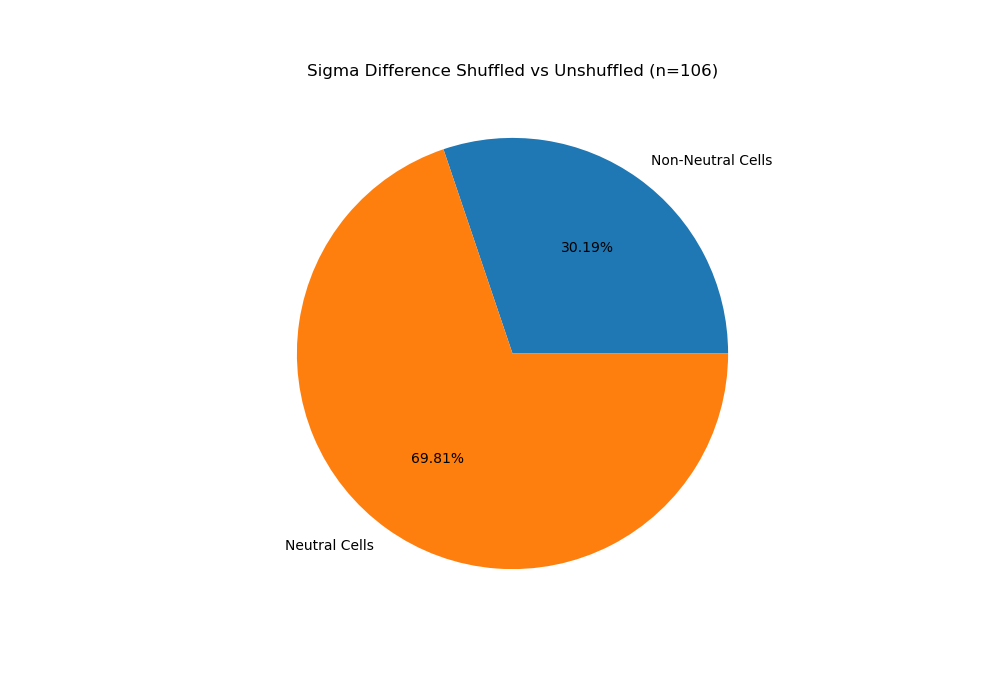 Sigma Difference Shuffled vs Unshuffled (n=106)
Non-Neutral Cells
30.19%
69.81%
Neutral Cells